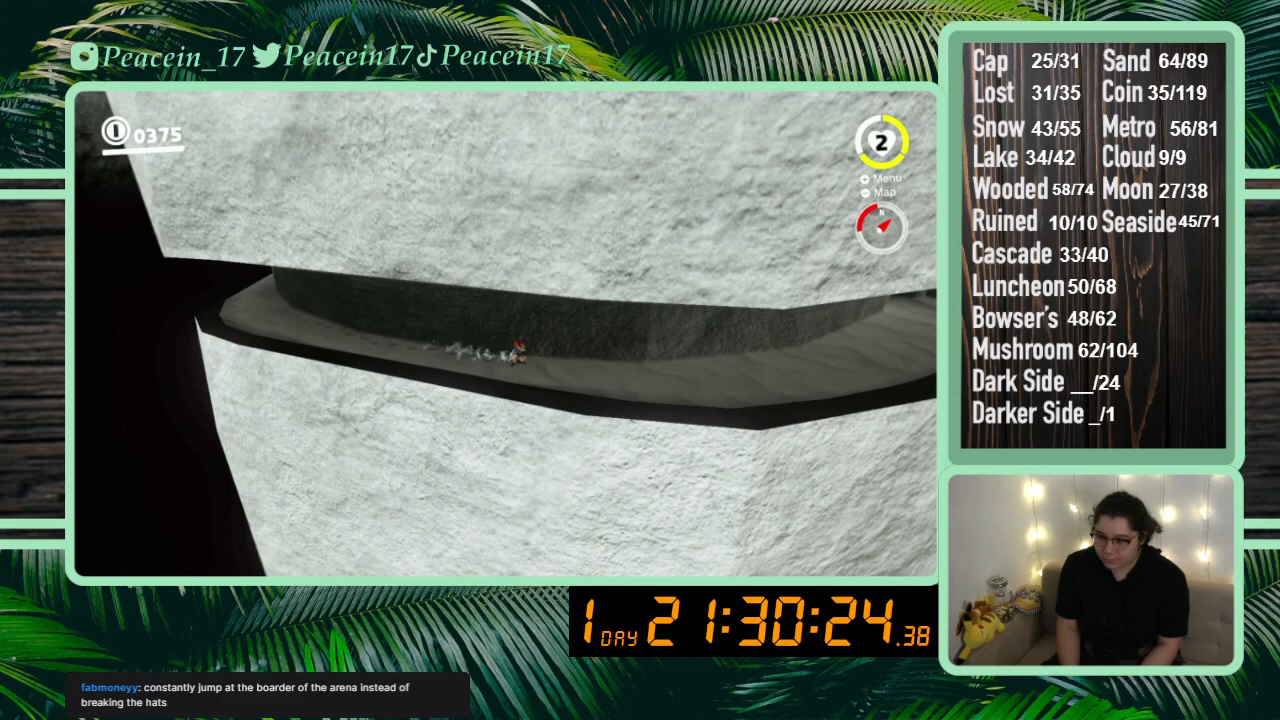 Peacein_17 Peacein17 Peacein17
0375
2
Menu
Map
N
Cap 25/31 Sand 64/89
Lost 31/35 Coin 35/119
Snow 43/55 Metro 56/81
Lake 34/42 Cloud 9/9
Wooded 58/74 Moon 27/38
Ruined 10/10 Seaside 45/71
Cascade 33/40
Luncheon 50/68
Bowser's 48/62
Mushroom 62/104
Dark Side __/24
Darker Side _/1
1 DAY 21:30:24.38
fabmoneyy: constantly jump at the boarder of the arena instead of
breaking the hats